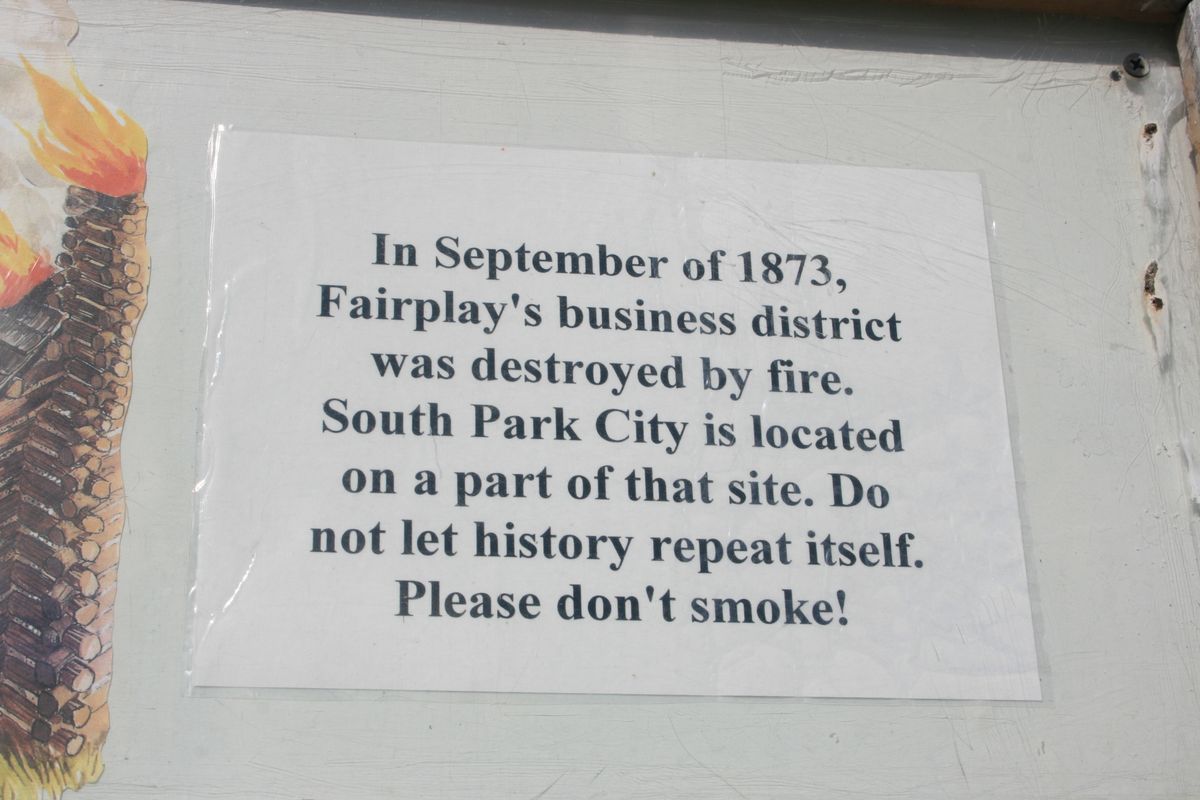 In September of 1873,
Fairplay's business district
was destroyed by fire.
South Park City is located
on a part of that site. Do
not let history repeat itself.
Please don't smoke!